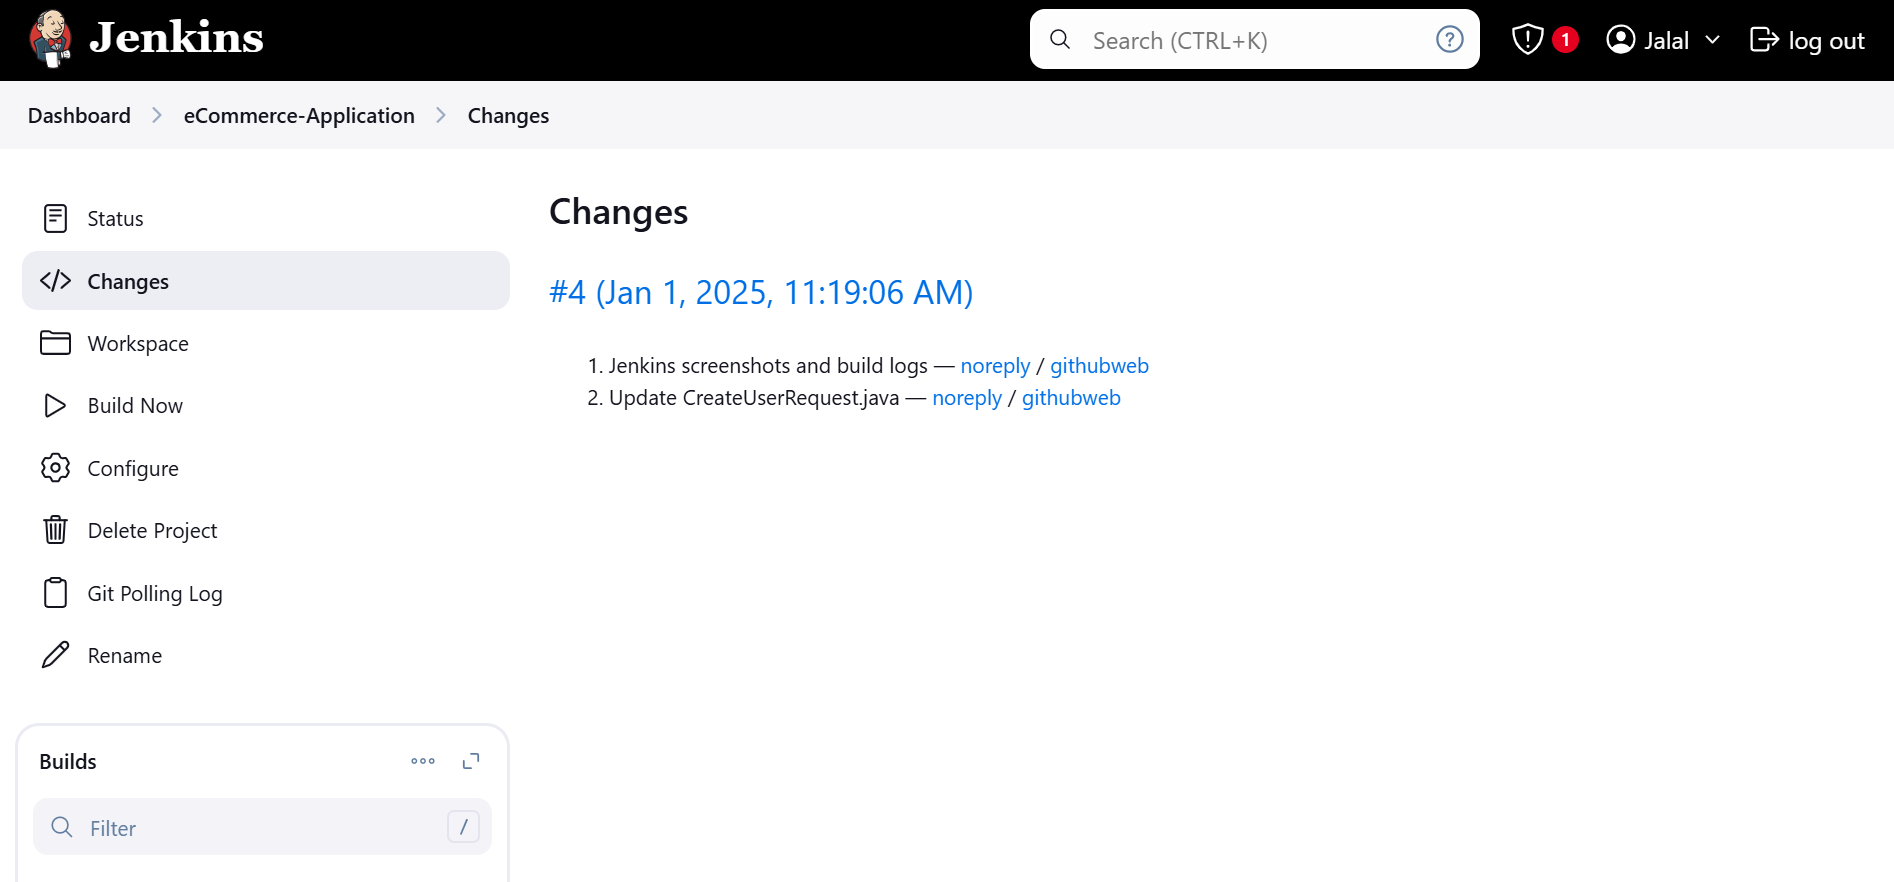 Jenkins
Search (CTRL+K)
?
1
Jalal
log out
Dashboard
eCommerce-Application
Changes
Status
Changes
Workspace
Build Now
Configure
Delete Project
Git Polling Log
Rename
Builds
Filter
/
Changes
#4 (Jan 1, 2025, 11:19:06 AM)
1. Jenkins screenshots and build logs — noreply / githubweb
2. Update CreateUserRequest.java — noreply / githubweb